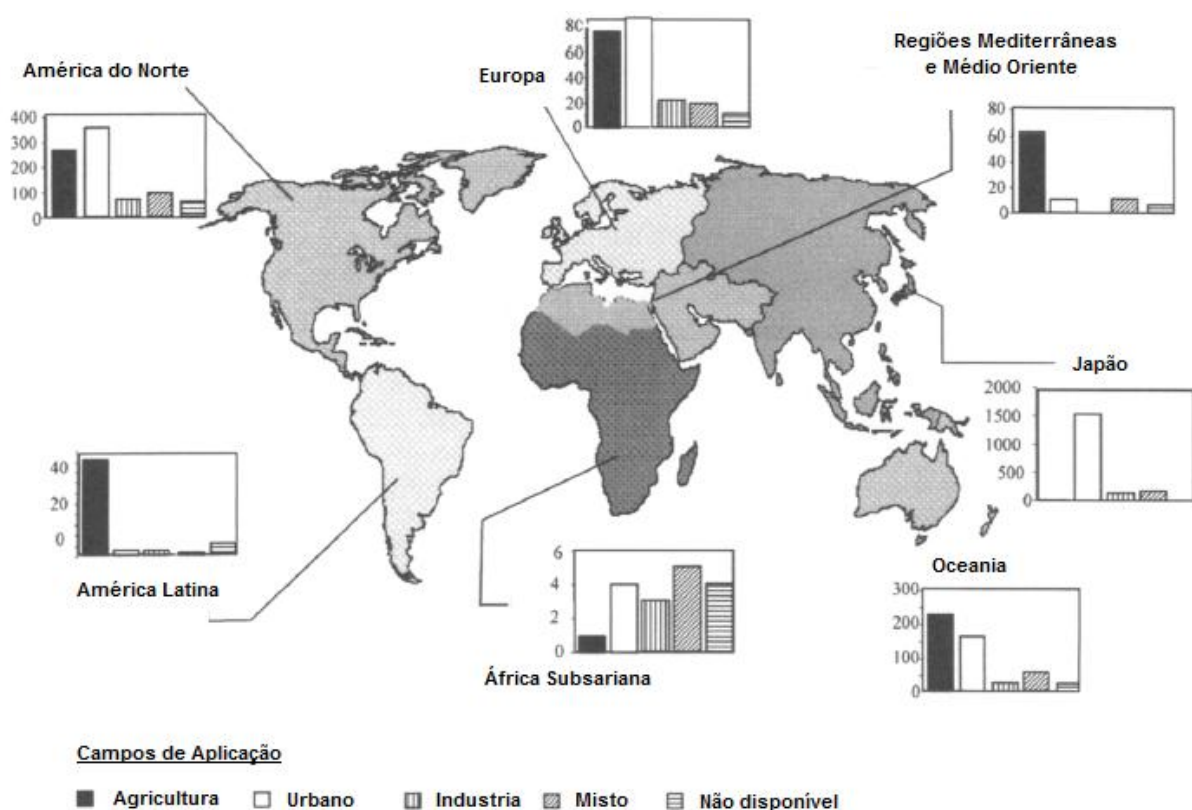 América do Norte
400
300
200
100
0
Europa
80
60
40
20
0
Regiões Mediterrâneas
e Médio Oriente
80
60
40
20
0
Japão
2000
1500
1000
500
0
América Latina
40
20
0
África Subsariana
6
4
2
0
Oceania
300
200
100
0
Campos de Aplicação
Agricultura
Urbano
Industria
Misto
Não disponível